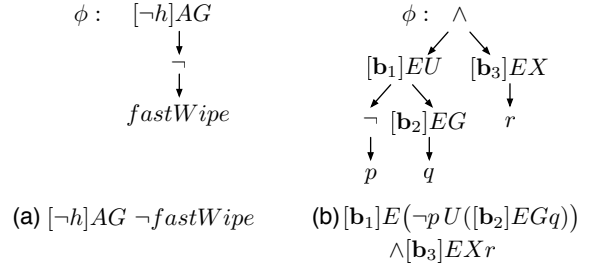 ϕ : [¬h]AG
¬
fastWipe
(a) [¬h]AG ¬fastWipe
ϕ : ∧
[b₁]EU [b₃]EX
¬ [b₂]EG r
p q
(b) [b₁]E(¬p U([b₂]EGq))
∧[b₃]EXr